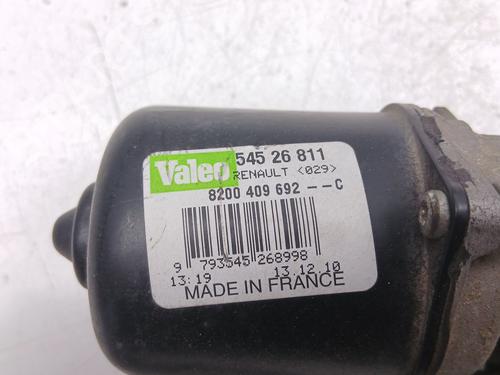 Valeo 545 26 811
RENAULT <029>
8200 409 692 --C
9 793545 268998
13:19 13.12.10
MADE IN FRANCE